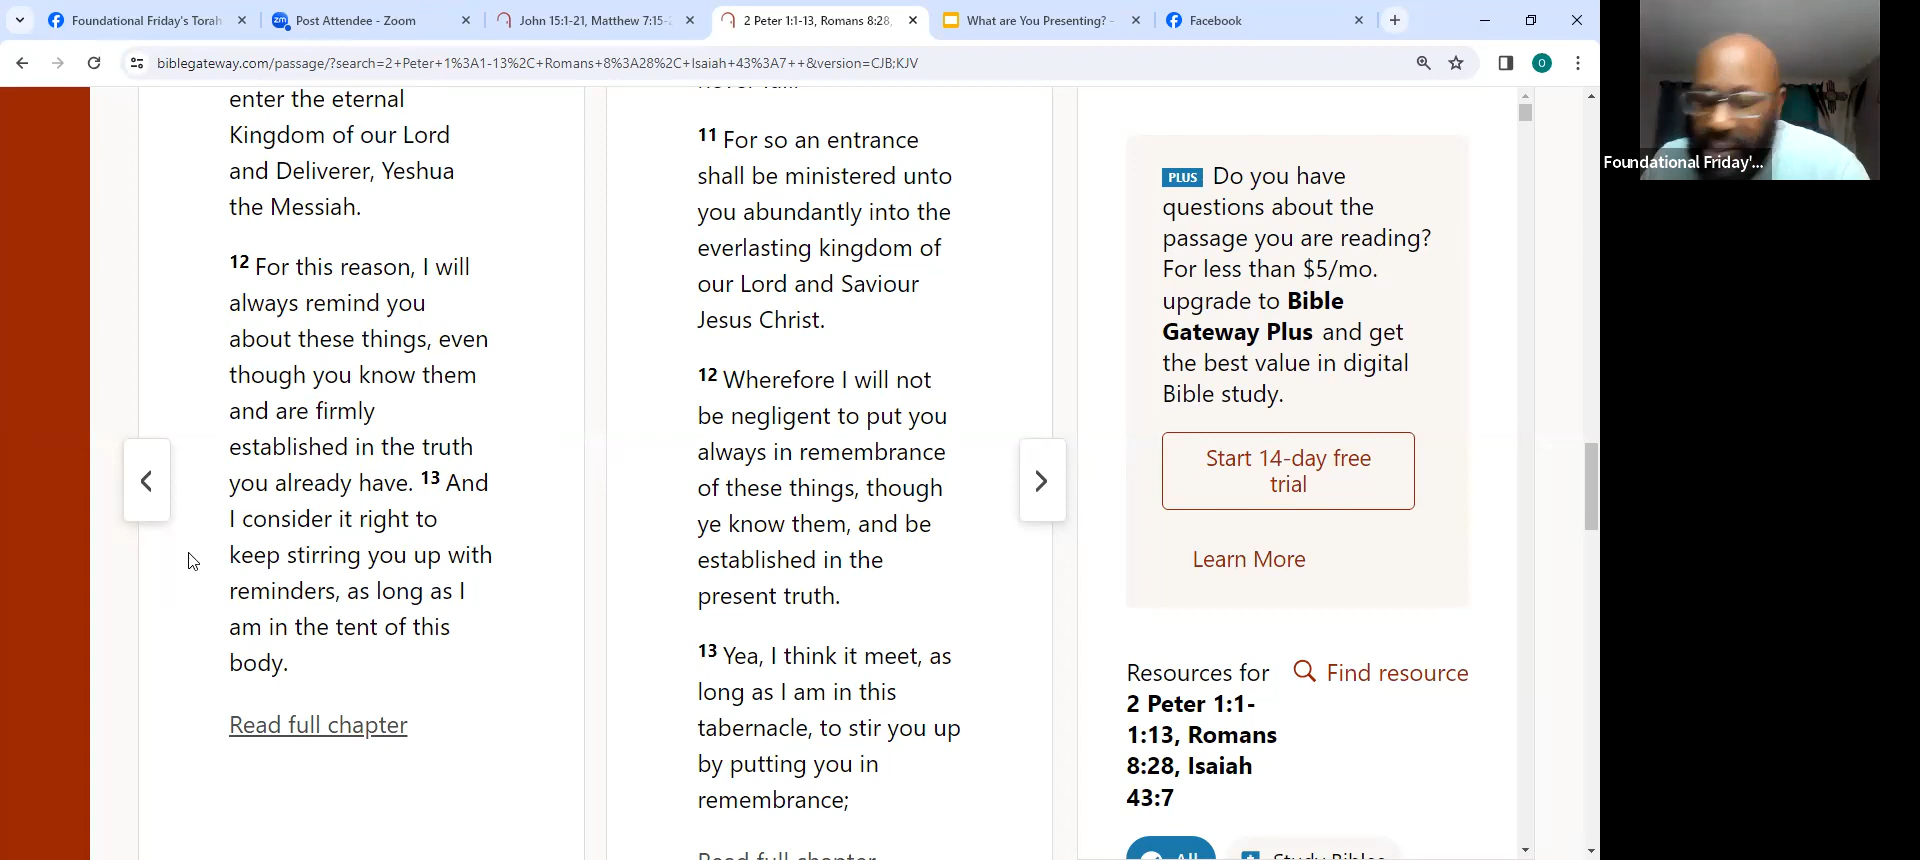 Foundational Friday's Torah
Post Attendee - Zoom
John 15:1-21, Matthew 7:15-2
2 Peter 1:1-13, Romans 8:28,
What are You Presenting? -
Facebook
biblegateway.com/passage/?search=2+Peter+1%3A1-13%2C+Romans+8%3A28%2C+Isaiah+43%3A7++&version=CJB;KJV
O
enter the eternal
Kingdom of our Lord
and Deliverer, Yeshua
the Messiah.
12 For this reason, I will
always remind you
about these things, even
though you know them
and are firmly
established in the truth
you already have. 13 And
I consider it right to
keep stirring you up with
reminders, as long as I
am in the tent of this
body.
Read full chapter
never fall:
11 For so an entrance
shall be ministered unto
you abundantly into the
everlasting kingdom of
our Lord and Saviour
Jesus Christ.
12 Wherefore I will not
be negligent to put you
always in remembrance
of these things, though
ye know them, and be
established in the
present truth.
13 Yea, I think it meet, as
long as I am in this
tabernacle, to stir you up
by putting you in
remembrance;
Read full chapter
PLUS Do you have
questions about the
passage you are reading?
For less than $5/mo.
upgrade to Bible
Gateway Plus and get
the best value in digital
Bible study.
Start 14-day free
trial
Learn More
Resources for
Find resource
2 Peter 1:1-
1:13, Romans
8:28, Isaiah
43:7
All
Study Bibles
Foundational Friday'...